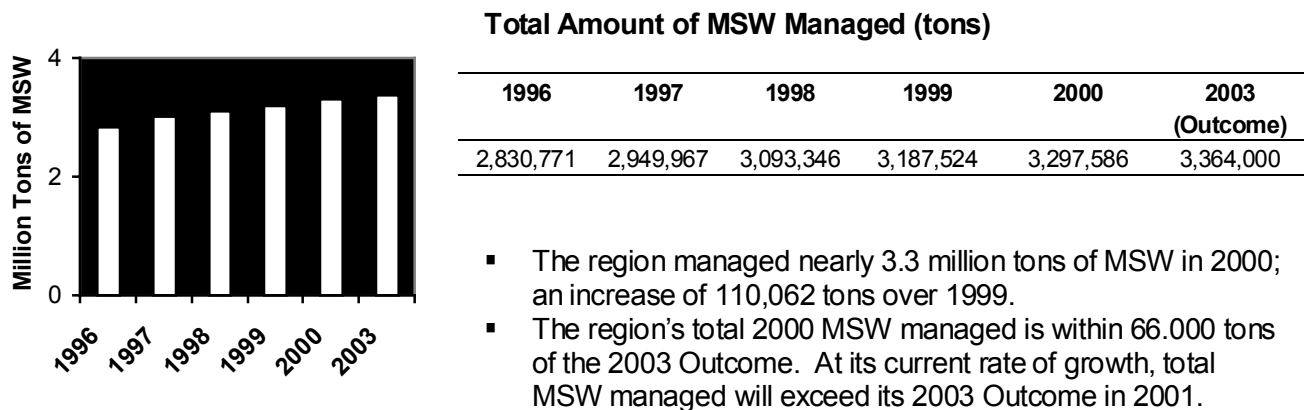 Total Amount of MSW Managed (tons)
Million Tons of MSW
4
2
0
1996
1997
1998
1999
2000
2003
1996 1997 1998 1999 2000 2003
(Outcome)
2,830,771 2,949,967 3,093,346 3,187,524 3,297,586 3,364,000
▪ The region managed nearly 3.3 million tons of MSW in 2000;
an increase of 110,062 tons over 1999.
▪ The region’s total 2000 MSW managed is within 66.000 tons
of the 2003 Outcome. At its current rate of growth, total
MSW managed will exceed its 2003 Outcome in 2001.